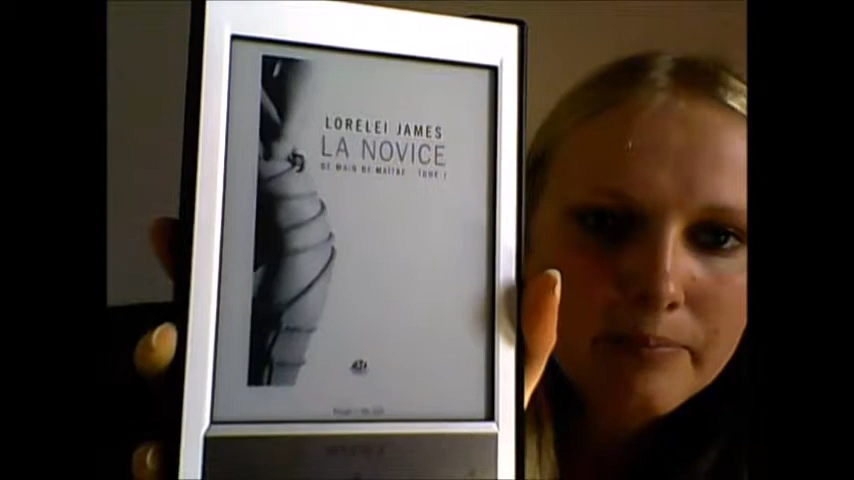 LORELEI JAMES
LA NOVICE
DE MAIN DE MAÎTRE - TOME 1